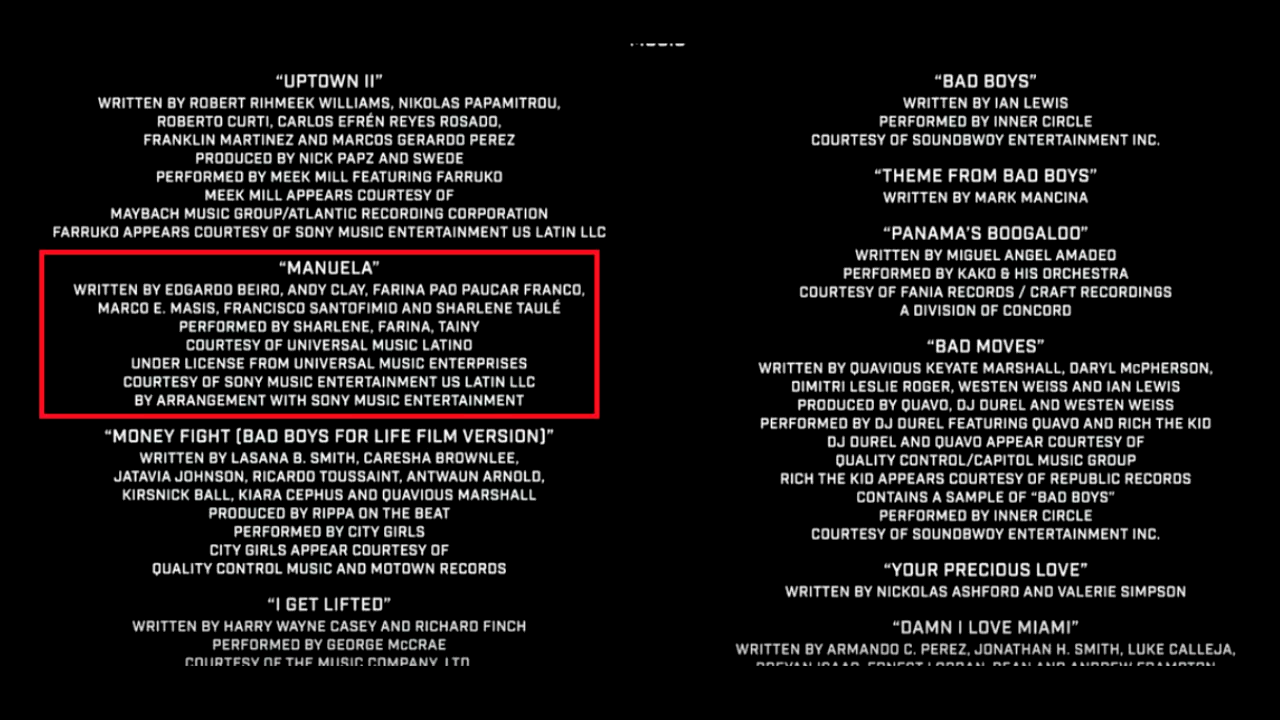 MUSIC
“UPTOWN II”
WRITTEN BY ROBERT RIHMEEK WILLIAMS, NIKOLAS PAPAMITROU,
ROBERTO CURTI, CARLOS EFRÉN REYES ROSADO,
FRANKLIN MARTINEZ AND MARCOS GERARDO PEREZ
PRODUCED BY NICK PAPZ AND SWEDE
PERFORMED BY MEEK MILL FEATURING FARRUKO
MEEK MILL APPEARS COURTESY OF
MAYBACH MUSIC GROUP/ATLANTIC RECORDING CORPORATION
FARRUKO APPEARS COURTESY OF SONY MUSIC ENTERTAINMENT US LATIN LLC
“MANUELA”
WRITTEN BY EDGARDO BEIRO, ANDY CLAY, FARINA PAO PAUCAR FRANCO,
MARCO E. MASIS, FRANCISCO SANTOFIMIO AND SHARLENE TAULÉ
PERFORMED BY SHARLENE, FARINA, TAINY
COURTESY OF UNIVERSAL MUSIC LATINO
UNDER LICENSE FROM UNIVERSAL MUSIC ENTERPRISES
COURTESY OF SONY MUSIC ENTERTAINMENT US LATIN LLC
BY ARRANGEMENT WITH SONY MUSIC ENTERTAINMENT
“MONEY FIGHT (BAD BOYS FOR LIFE FILM VERSION)”
WRITTEN BY LASANA B. SMITH, CARESHA BROWNLEE,
JATAVIA JOHNSON, RICARDO TOUSSAINT, ANTWAUN ARNOLD,
KIRSNICK BALL, KIARA CEPHUS AND QUAVIOUS MARSHALL
PRODUCED BY RIPPA ON THE BEAT
PERFORMED BY CITY GIRLS
CITY GIRLS APPEAR COURTESY OF
QUALITY CONTROL MUSIC AND MOTOWN RECORDS
“I GET LIFTED”
WRITTEN BY HARRY WAYNE CASEY AND RICHARD FINCH
PERFORMED BY GEORGE McCRAE
COURTESY OF THE MUSIC COMPANY, LTD
“BAD BOYS”
WRITTEN BY IAN LEWIS
PERFORMED BY INNER CIRCLE
COURTESY OF SOUNDBWOY ENTERTAINMENT INC.
“THEME FROM BAD BOYS”
WRITTEN BY MARK MANCINA
“PANAMA’S BOOGALOO”
WRITTEN BY MIGUEL ANGEL AMADEO
PERFORMED BY KAKO & HIS ORCHESTRA
COURTESY OF FANIA RECORDS / CRAFT RECORDINGS
A DIVISION OF CONCORD
“BAD MOVES”
WRITTEN BY QUAVIOUS KEYATE MARSHALL, DARYL McPHERSON,
DIMITRI LESLIE ROGER, WESTEN WEISS AND IAN LEWIS
PRODUCED BY QUAVO, DJ DUREL AND WESTEN WEISS
PERFORMED BY DJ DUREL FEATURING QUAVO AND RICH THE KID
DJ DUREL AND QUAVO APPEAR COURTESY OF
QUALITY CONTROL/CAPITOL MUSIC GROUP
RICH THE KID APPEARS COURTESY OF REPUBLIC RECORDS
CONTAINS A SAMPLE OF “BAD BOYS”
PERFORMED BY INNER CIRCLE
COURTESY OF SOUNDBWOY ENTERTAINMENT INC.
“YOUR PRECIOUS LOVE”
WRITTEN BY NICKOLAS ASHFORD AND VALERIE SIMPSON
“DAMN I LOVE MIAMI”
WRITTEN BY ARMANDO C. PEREZ, JONATHAN H. SMITH, LUKE CALLEJA,